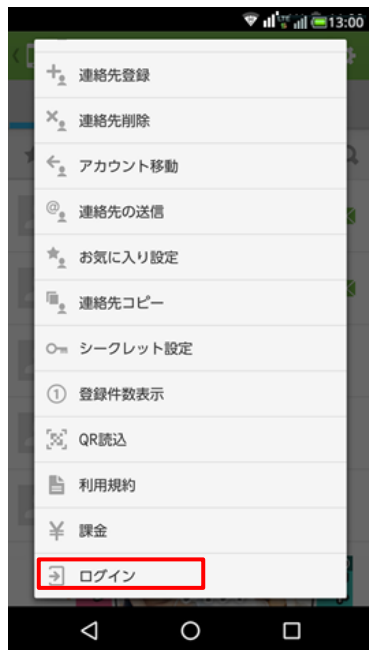 LTE
13:00
連絡先登録
連絡先削除
アカウント移動
連絡先の送信
お気に入り設定
連絡先コピー
シークレット設定
登録件数表示
QR読込
利用規約
課金
ログイン